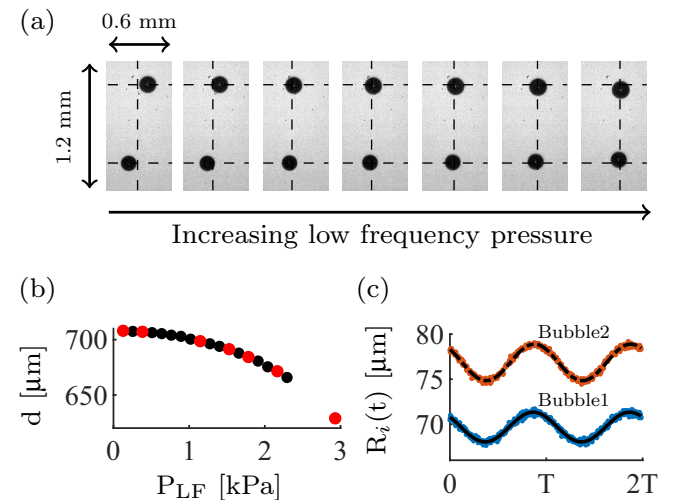 (a)
0.6 mm
1.2 mm
Increasing low frequency pressure
(b)
700
650
d [μm]
0
1
2
3
P_LF [kPa]
(c)
80
75
70
R_i(t) [μm]
Bubble2
Bubble1
0
T
2T